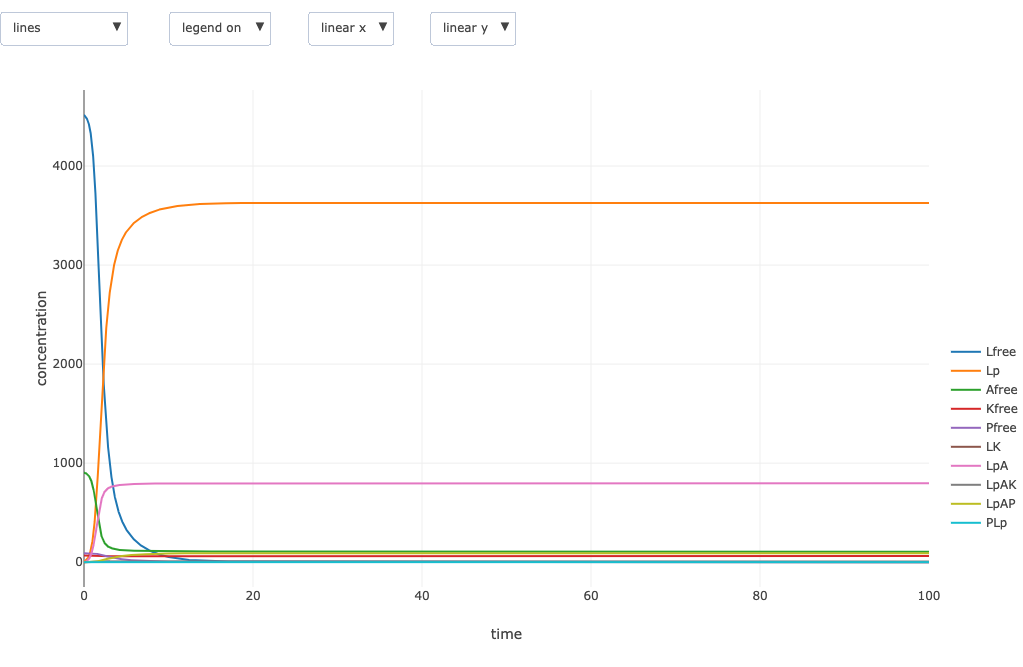 lines ▼ legend on ▼ linear x ▼ linear y ▼
4000
3000
2000
1000
0
concentration
0 20 40 60 80 100
time
Lfree
Lp
Afree
Kfree
Pfree
LK
LpA
LpAK
LpAP
PLp